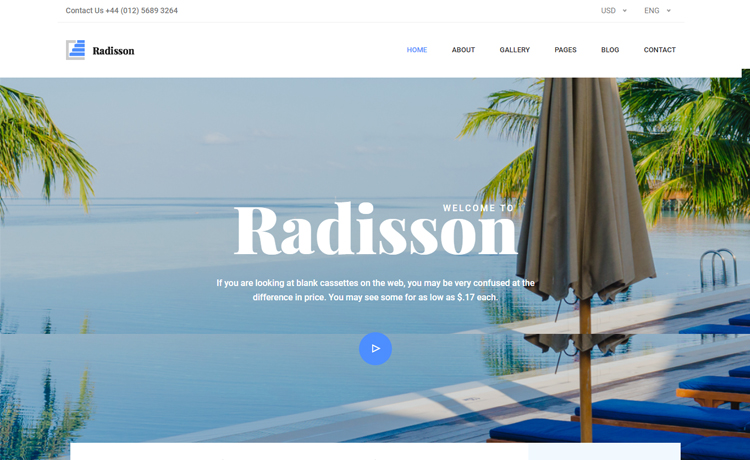 Contact Us +44 (012) 5689 3264
USD
ENG
Radisson
HOME
ABOUT
GALLERY
PAGES
BLOG
CONTACT
WELCOME TO
Radisson
If you are looking at blank cassettes on the web, you may be very confused at the
difference in price. You may see some for as low as $.17 each.